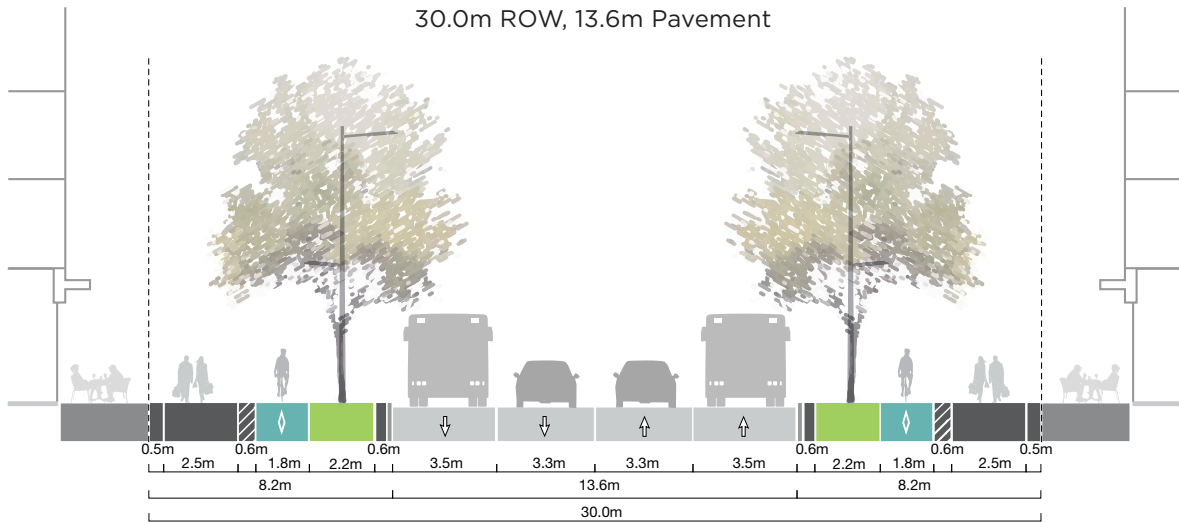 30.0m ROW, 13.6m Pavement
0.5m 0.6m 0.6m 0.6m 0.6m 0.5m
2.5m 1.8m 2.2m 3.5m 3.3m 3.3m 3.5m 2.2m 1.8m 2.5m
8.2m 13.6m 8.2m
30.0m